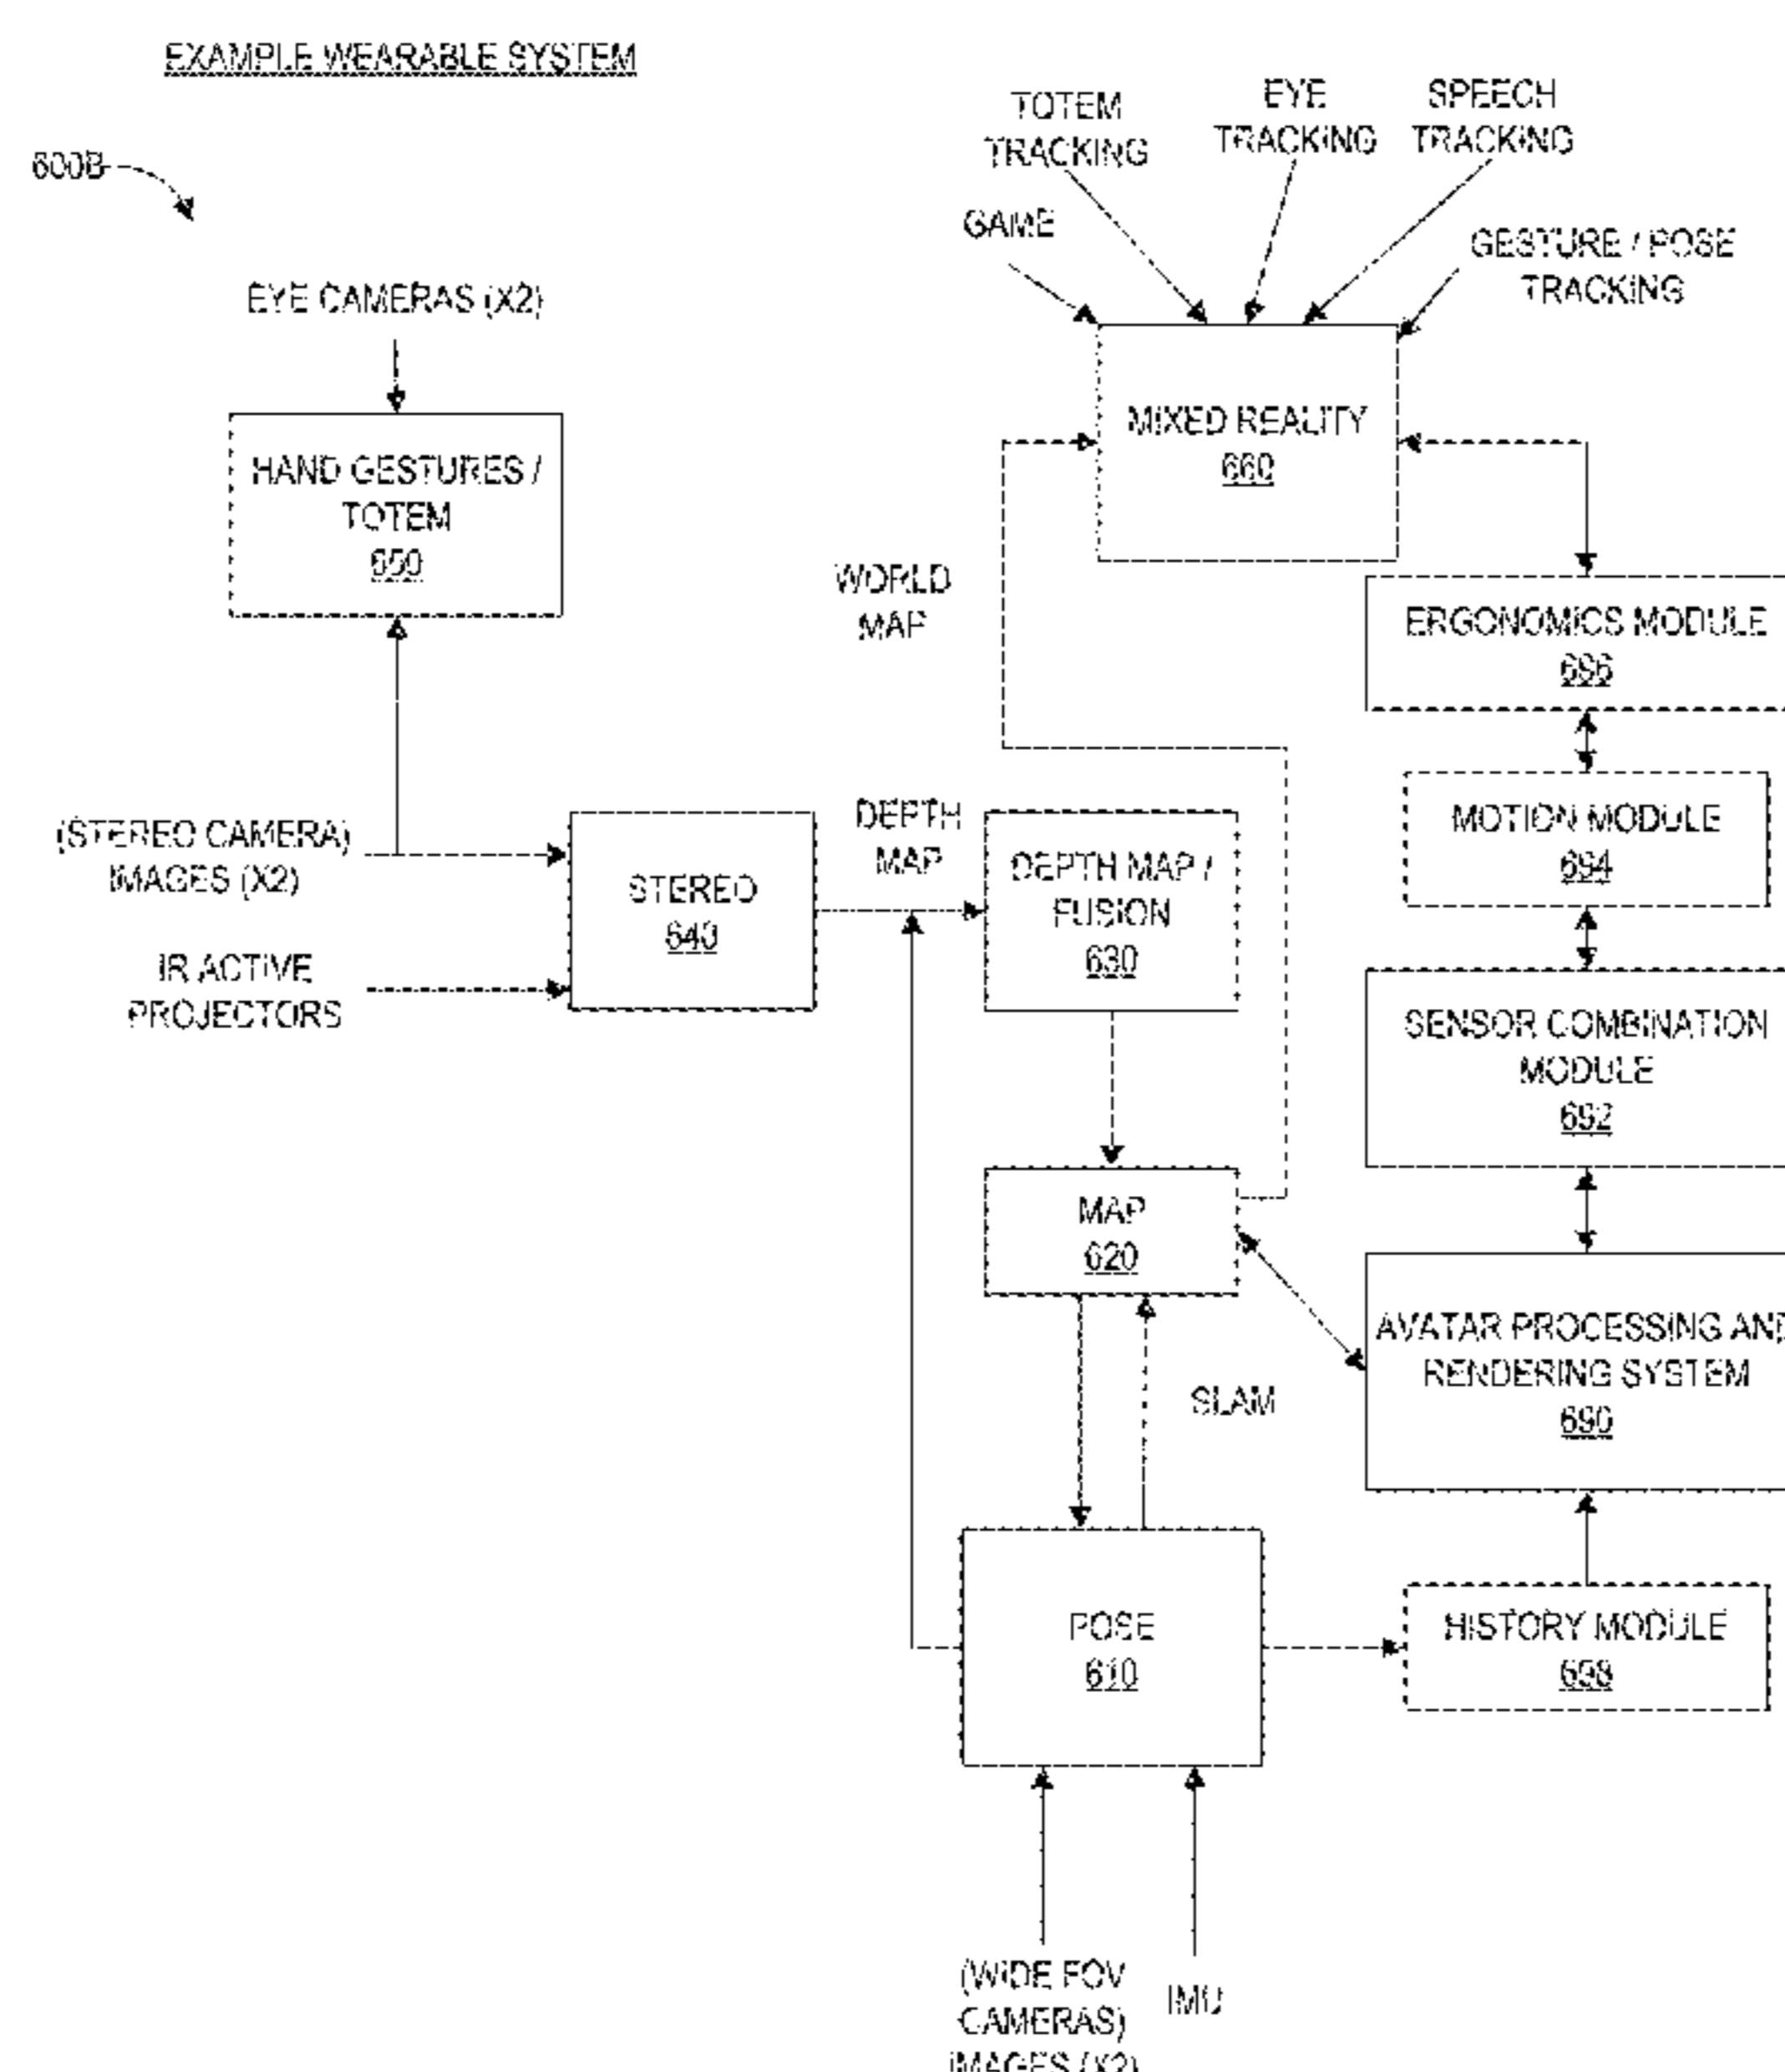 EXAMPLE WEARABLE SYSTEM
600B
TOTEM
TRACKING
EYE
TRACKING
SPEECH
TRACKING
GAME
GESTURE / POSE
TRACKING
EYE CAMERAS (X2)
HAND GESTURES /
TOTEM
650
MIXED REALITY
660
WORLD
MAP
ERGONOMICS MODULE
696
MOTION MODULE
694
(STEREO CAMERA)
IMAGES (X2)
IR ACTIVE
PROJECTORS
STEREO
640
DEPTH
MAP
DEPTH MAP /
FUSION
630
SENSOR COMBINATION
MODULE
692
MAP
620
AVATAR PROCESSING AND
RENDERING SYSTEM
690
SLAM
POSE
610
HISTORY MODULE
698
(WIDE FOV
CAMERAS)
IMAGES (X2)
IMU